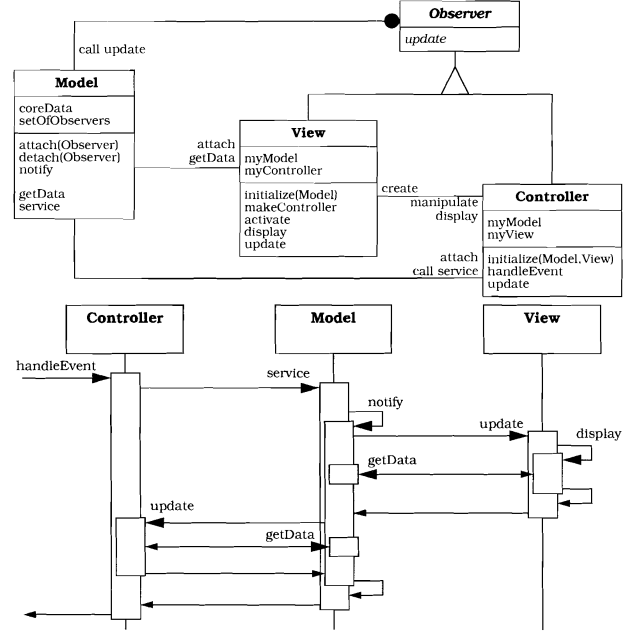 Observer
update
call update
Model
coreData
setOfObservers
attach(Observer)
detach(Observer)
notify
getData
service
attach
getData
View
myModel
myController
initialize(Model)
makeController
activate
display
update
create
manipulate
display
Controller
myModel
myView
initialize(Model,View)
handleEvent
update
attach
call service
Controller
Model
View
handleEvent
service
notify
update
display
getData
update
getData